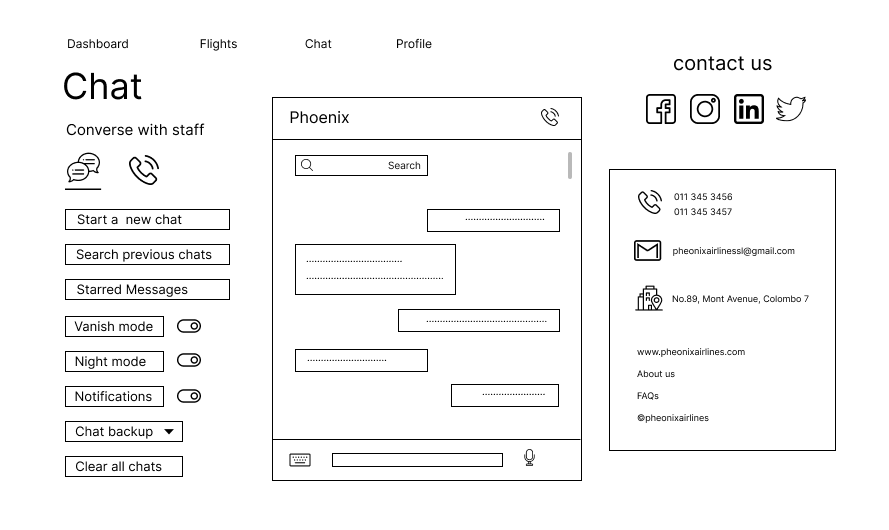 Dashboard
Flights
Chat
Profile
Chat
Converse with staff
Start a  new chat
Search previous chats
Starred Messages
Vanish mode
Night mode
Notifications
Chat backup
Clear all chats
Phoenix
Search
contact us
in
011 345 3456
011 345 3457
pheonixairlinessl@gmail.com
No.89, Mont Avenue, Colombo 7
www.pheonixairlines.com
About us
FAQs
©pheonixairlines